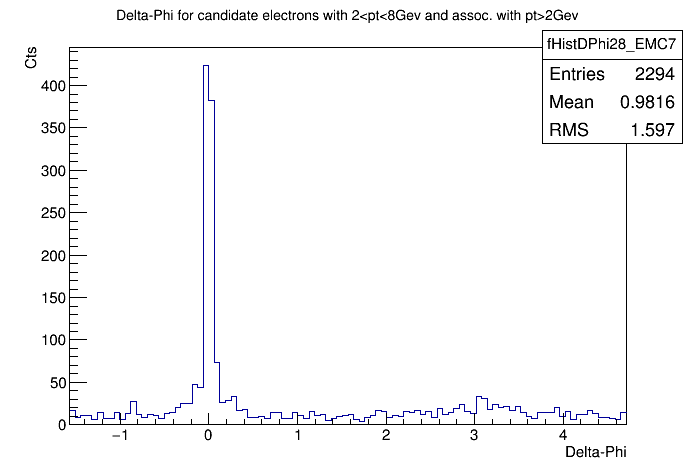 Delta-Phi for candidate electrons with 2<pt<8Gev and assoc. with pt>2Gev
fHistDPhi28_EMC7
Entries 2294
Mean 0.9816
RMS 1.597
Cts
400
350
300
250
200
150
100
50
0
−1 0 1 2 3 4
Delta-Phi